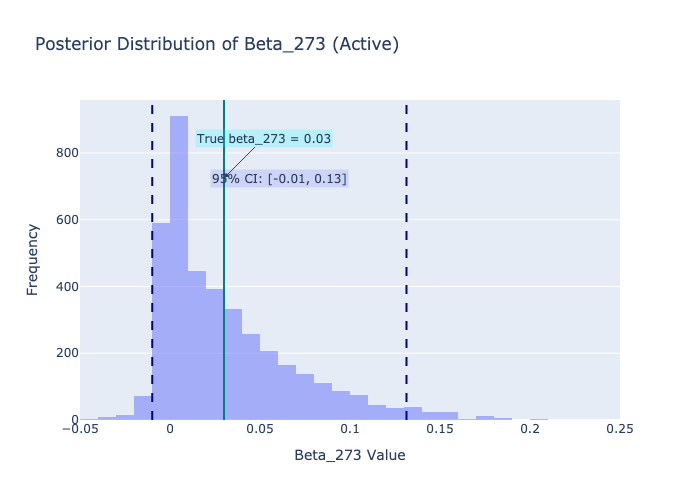 Posterior Distribution of Beta_273 (Active)
True beta_273 = 0.03
95% CI: [-0.01, 0.13]
Frequency
800
600
400
200
0
−0.05
0
0.05
0.1
0.15
0.2
0.25
Beta_273 Value